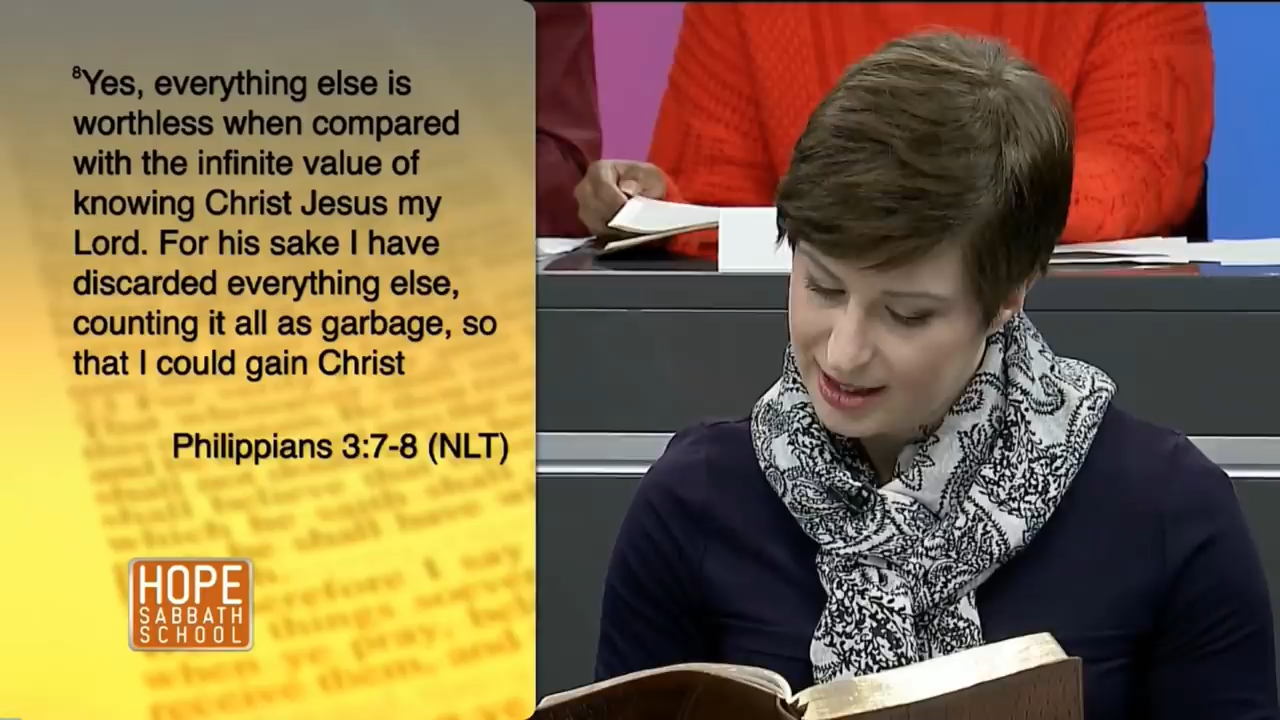 ⁸Yes, everything else is
worthless when compared
with the infinite value of
knowing Christ Jesus my
Lord. For his sake I have
discarded everything else,
counting it all as garbage, so
that I could gain Christ
Philippians 3:7-8 (NLT)
HOPE
SABBATH
SCHOOL